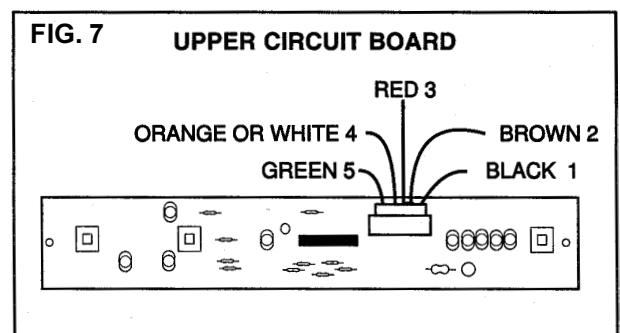 FIG. 7
UPPER CIRCUIT BOARD
RED 3
ORANGE OR WHITE 4
BROWN 2
GREEN 5
BLACK 1